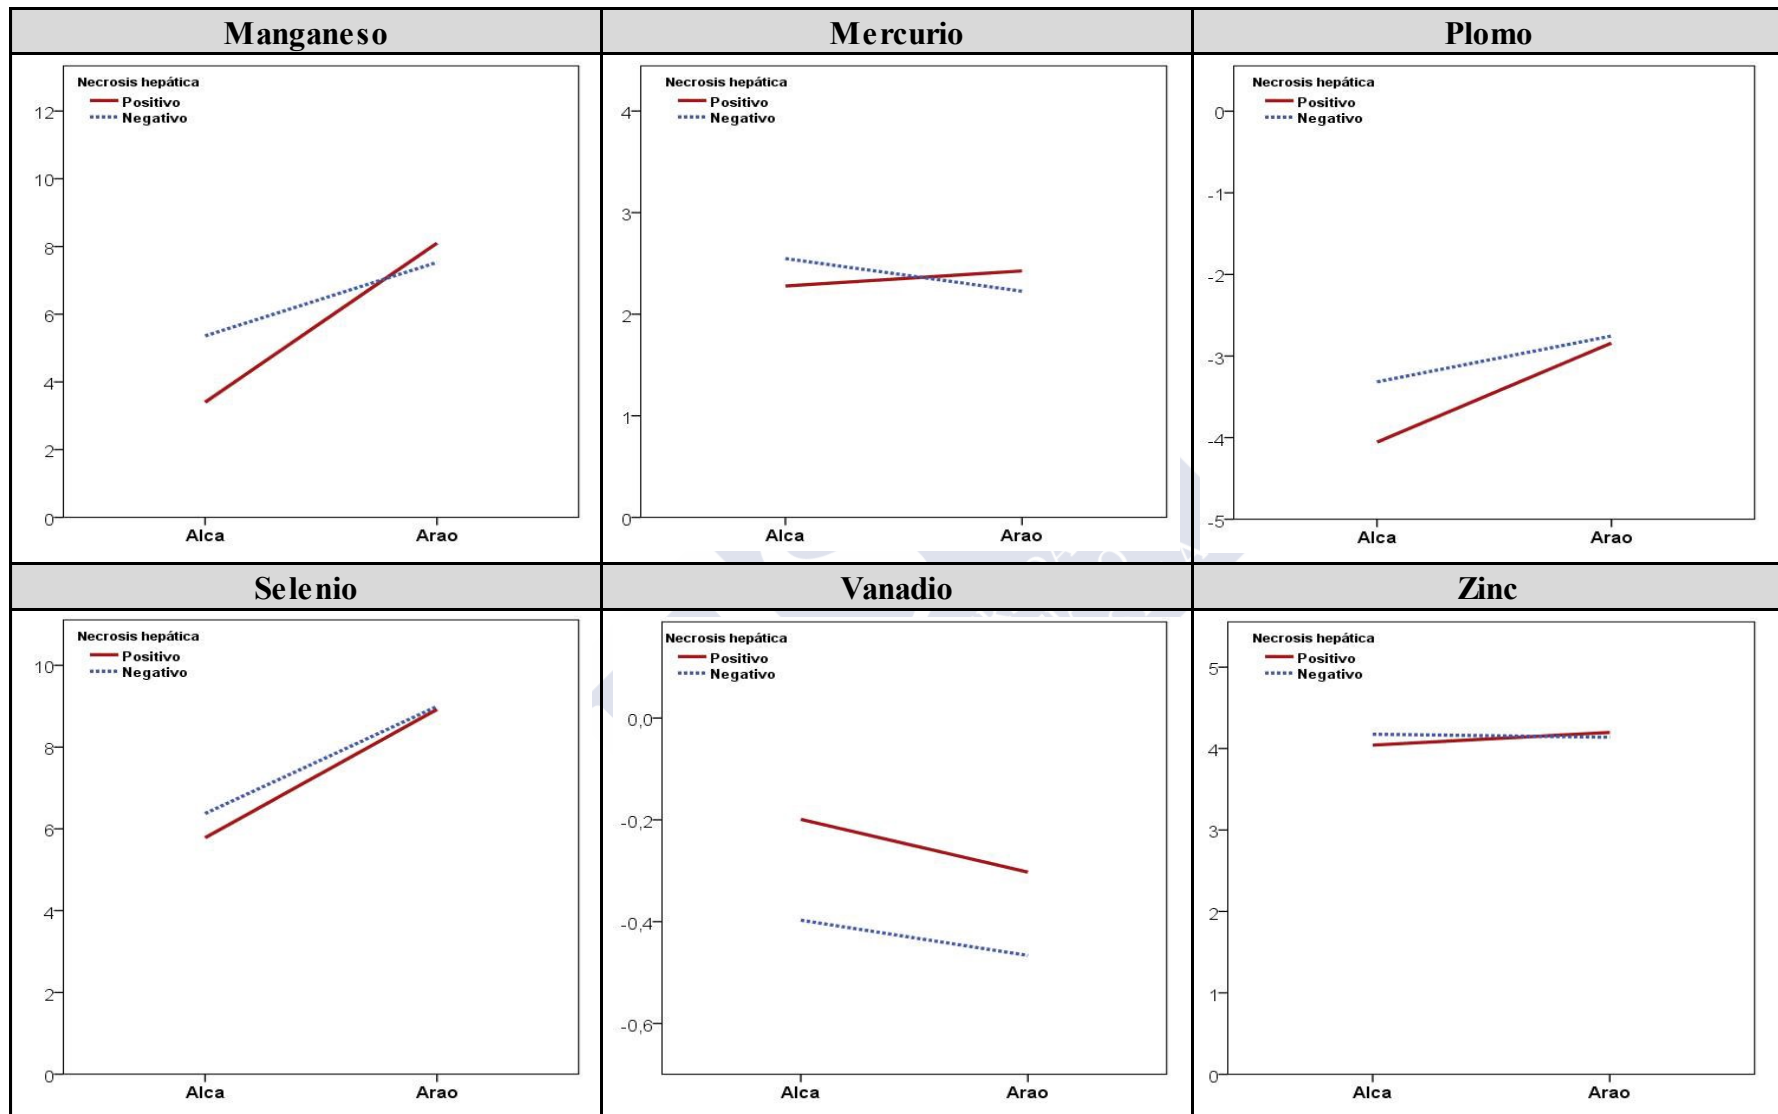 Manganeso
Mercurio
Plomo
Necrosis hepática
Positivo
Negativo
12
10
8
6
4
2
0
Alca Arao
Necrosis hepática
Positivo
Negativo
4
3
2
1
0
Alca Arao
Necrosis hepática
Positivo
Negativo
0
-1
-2
-3
-4
-5
Alca Arao
Selenio
Vanadio
Zinc
Necrosis hepática
Positivo
Negativo
10
8
6
4
2
0
Alca Arao
Necrosis hepática
Positivo
Negativo
0,0
-0,2
-0,4
-0,6
Alca Arao
Necrosis hepática
Positivo
Negativo
5
4
3
2
1
0
Alca Arao